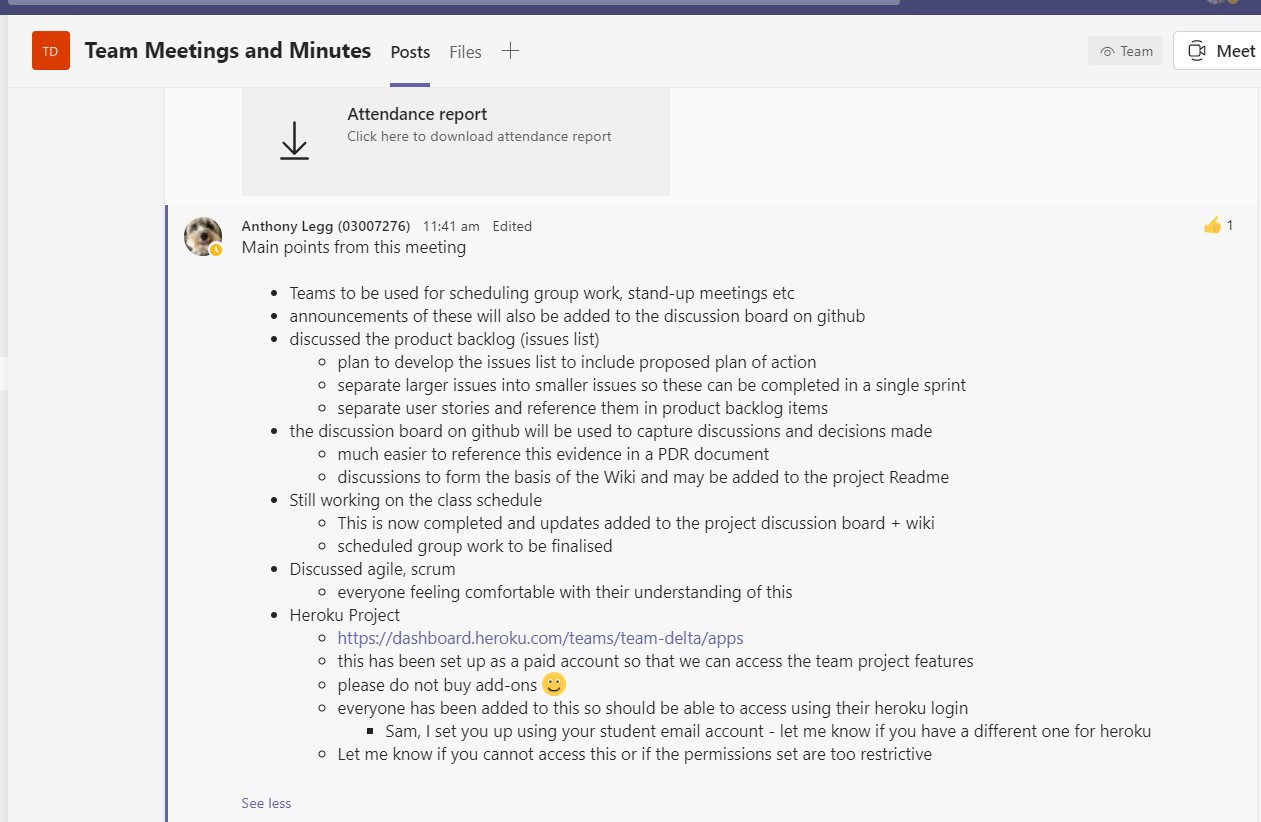 TD
Team Meetings and Minutes
Posts
Files
Team
Meet
Attendance report
Click here to download attendance report
Anthony Legg (03007276) 11:41 am Edited
1
Main points from this meeting
Teams to be used for scheduling group work, stand-up meetings etc
announcements of these will also be added to the discussion board on github
discussed the product backlog (issues list)
plan to develop the issues list to include proposed plan of action
separate larger issues into smaller issues so these can be completed in a single sprint
separate user stories and reference them in product backlog items
the discussion board on github will be used to capture discussions and decisions made
much easier to reference this evidence in a PDR document
discussions to form the basis of the Wiki and may be added to the project Readme
Still working on the class schedule
This is now completed and updates added to the project discussion board + wiki
scheduled group work to be finalised
Discussed agile, scrum
everyone feeling comfortable with their understanding of this
Heroku Project
https://dashboard.heroku.com/teams/team-delta/apps
this has been set up as a paid account so that we can access the team project features
please do not buy add-ons 🙂
everyone has been added to this so should be able to access using their heroku login
Sam, I set you up using your student email account - let me know if you have a different one for heroku
Let me know if you cannot access this or if the permissions set are too restrictive
See less